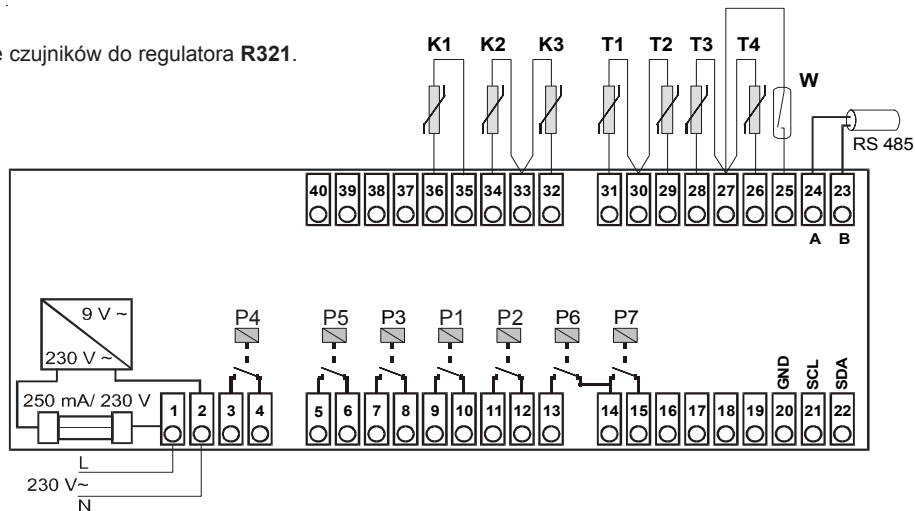 e czujników do regulatora R321.
K1 K2 K3 T1 T2 T3 T4
W
RS 485
40 39 38 37 36 35 34 33 32 31 30 29 28 27 26 25 24 23
A B
9 V ~
230 V ~
P4 P5 P3 P1 P2 P6 P7
GND SCL SDA
250 mA/ 230 V
1 2 3 4 5 6 7 8 9 10 11 12 13 14 15 16 17 18 19 20 21 22
L
230 V~
N